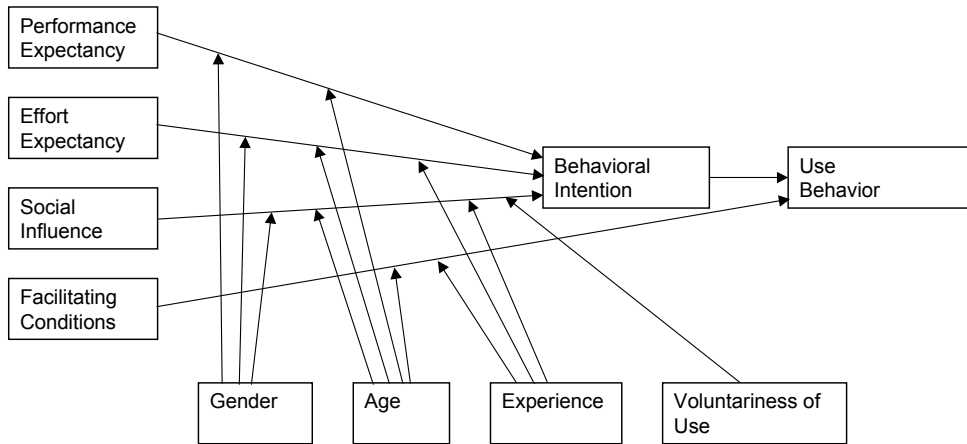 Performance
Expectancy
Effort
Expectancy
Social
Influence
Facilitating
Conditions
Behavioral
Intention
Use
Behavior
Gender
Age
Experience
Voluntariness of
Use